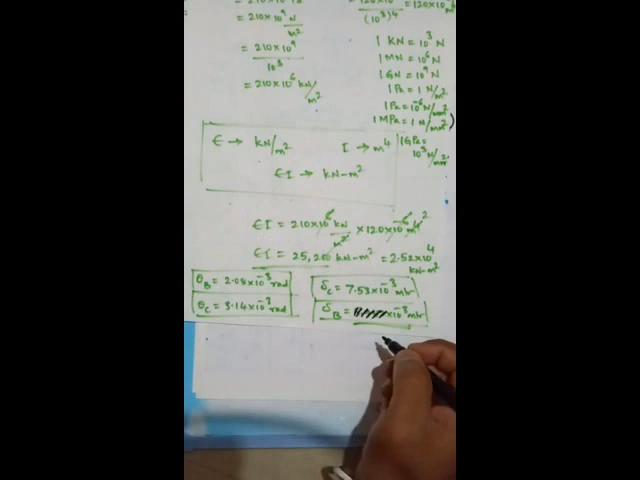 = 210×10⁹ N/m²
= 210×10⁹/10³
= 210×10⁶ kN/m²
(10³)⁴
1 KN = 10³ N
1 MN = 10⁶ N
1 GN = 10⁹ N
1 Pa = 1 N/m²
1 Pa = 10⁻⁶ N/mm²
1 MPa = 1 N/mm²)
1 GPa = 10³ N/mm²
E → kN/m²
I → m⁴
EI → kN-m²
EI = 210×10⁶ kN/m² × 120×10⁻⁶ m⁴ ²
EI = 25,200 kN-m² = 2.52×10⁴ kN-m²
θB = 2.08×10⁻³ rad
δC = 7.53×10⁻³ mtr
θC = 3.14×10⁻³ rad
δB = ×10⁻³ mtr